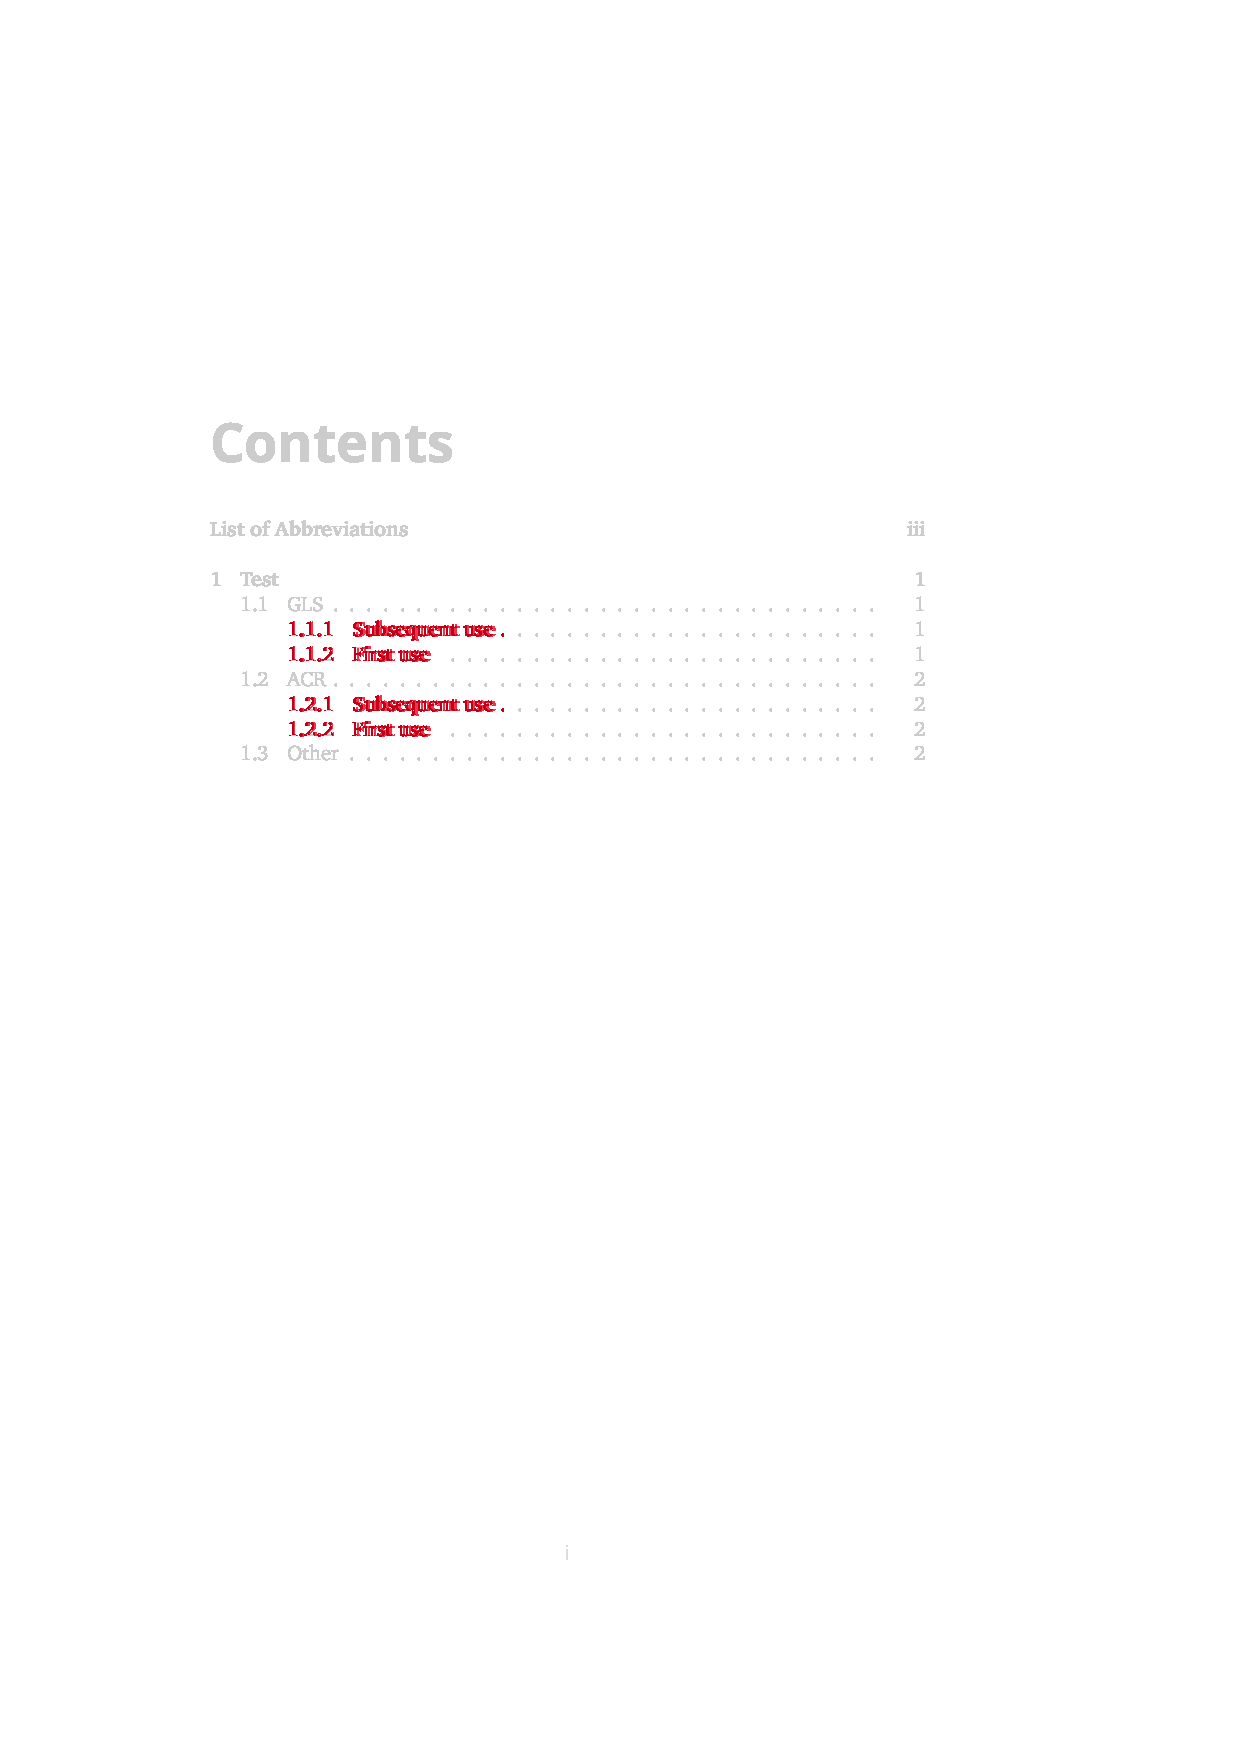 Contents
List of Abbreviations iii
1 Test 1
1.1 GLS . . . . . . . . . . . . . . . . . . . . . . . . . . . . . . . . . 1
1.1.1 Subsequent use . . . . . . . . . . . . . . . . . . . . . . . 1
1.1.2 First use . . . . . . . . . . . . . . . . . . . . . . . . . . 1
1.2 ACR . . . . . . . . . . . . . . . . . . . . . . . . . . . . . . . . . 2
1.2.1 Subsequent use . . . . . . . . . . . . . . . . . . . . . . . 2
1.2.2 First use . . . . . . . . . . . . . . . . . . . . . . . . . . 2
1.3 Other . . . . . . . . . . . . . . . . . . . . . . . . . . . . . . . . 2
i